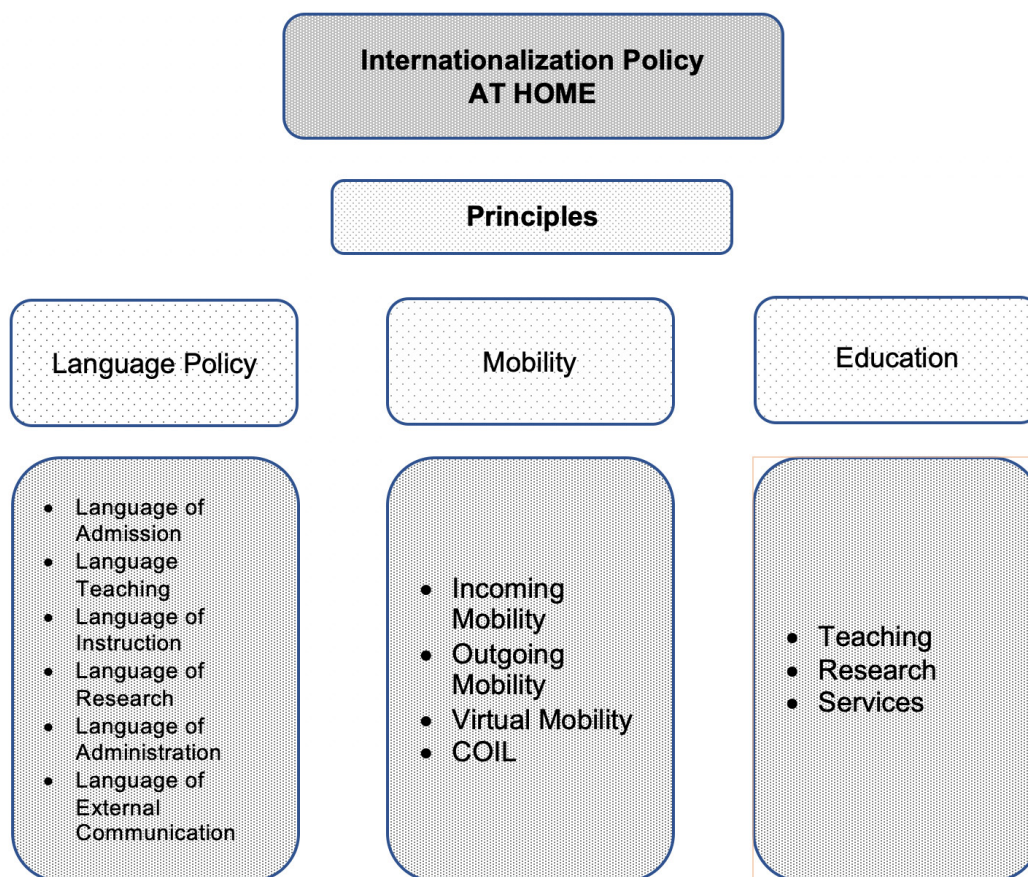 Internationalization Policy
AT HOME
Principles
Language Policy
Mobility
Education
• Language of
Admission
• Language
Teaching
• Language of
Instruction
• Language of
Research
• Language of
Administration
• Language of
External
Communication
• Incoming
Mobility
• Outgoing
Mobility
• Virtual Mobility
• COIL
• Teaching
• Research
• Services